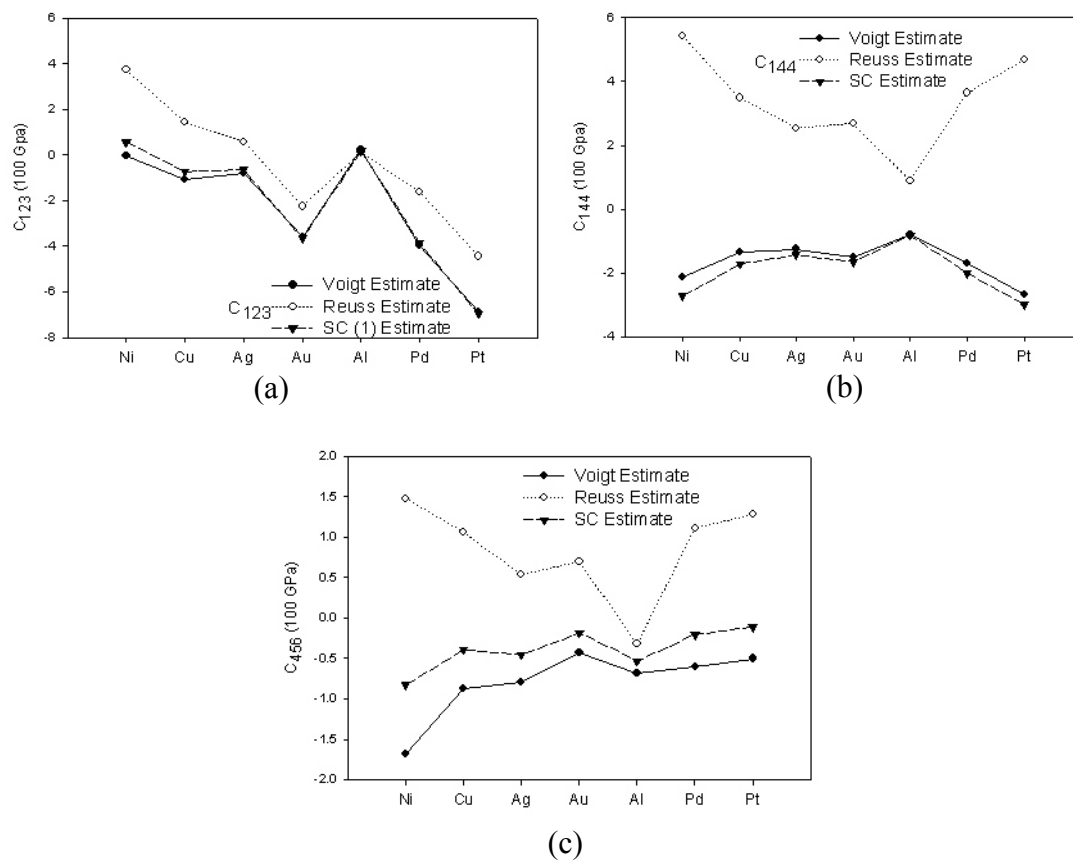 6
4
2
0
-2
-4
-6
-8
C123 (100 Gpa)
Voigt Estimate
C123 Reuss Estimate
SC (1) Estimate
Ni Cu Ag Au Al Pd Pt
(a)
6
4
2
0
-2
-4
C144 (100 Gpa)
Voigt Estimate
C144 Reuss Estimate
SC Estimate
Ni Cu Ag Au Al Pd Pt
(b)
2.0
1.5
1.0
0.5
0.0
-0.5
-1.0
-1.5
-2.0
C456 (100 GPa)
Voigt Estimate
Reuss Estimate
SC Estimate
Ni Cu Ag Au Al Pd Pt
(c)